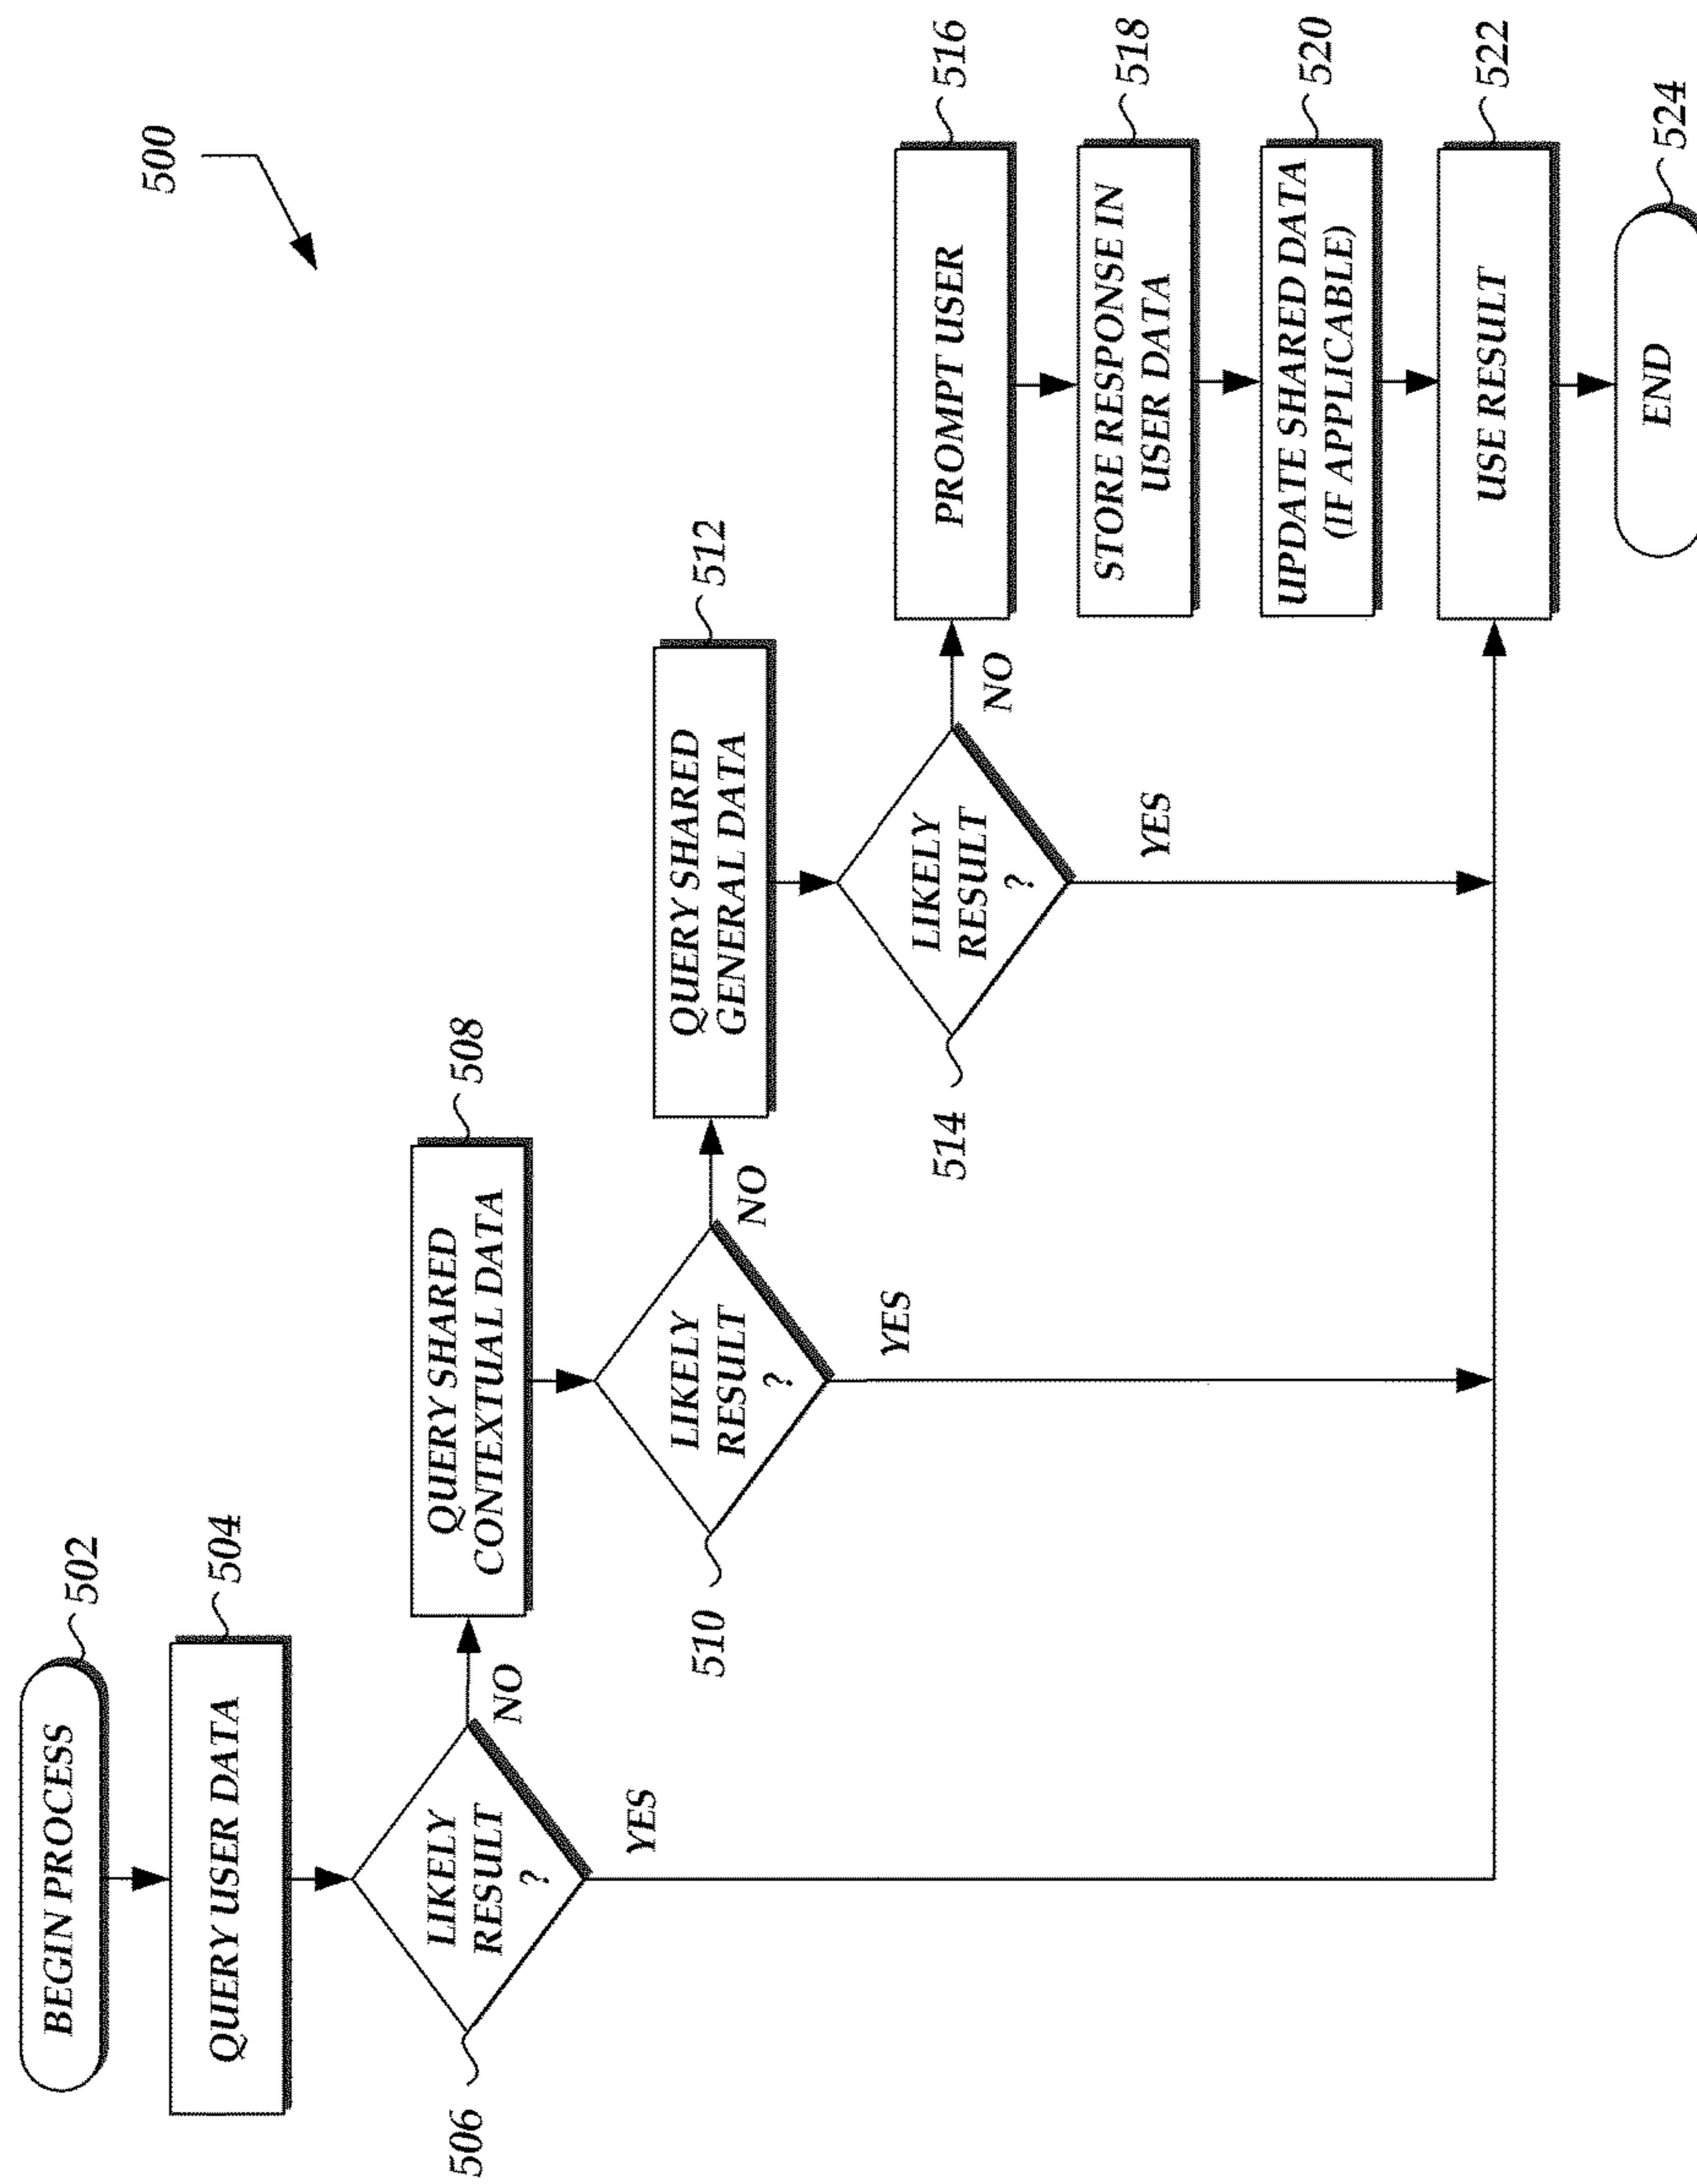 500
BEGIN PROCESS
502
QUERY USER DATA
504
LIKELY
RESULT
?
506
NO
YES
QUERY SHARED
CONTEXTUAL DATA
508
LIKELY
RESULT
?
510
NO
YES
QUERY SHARED
GENERAL DATA
512
LIKELY
RESULT
?
514
NO
YES
PROMPT USER
516
STORE RESPONSE IN
USER DATA
518
UPDATE SHARED DATA
(IF APPLICABLE)
520
USE RESULT
522
END
524